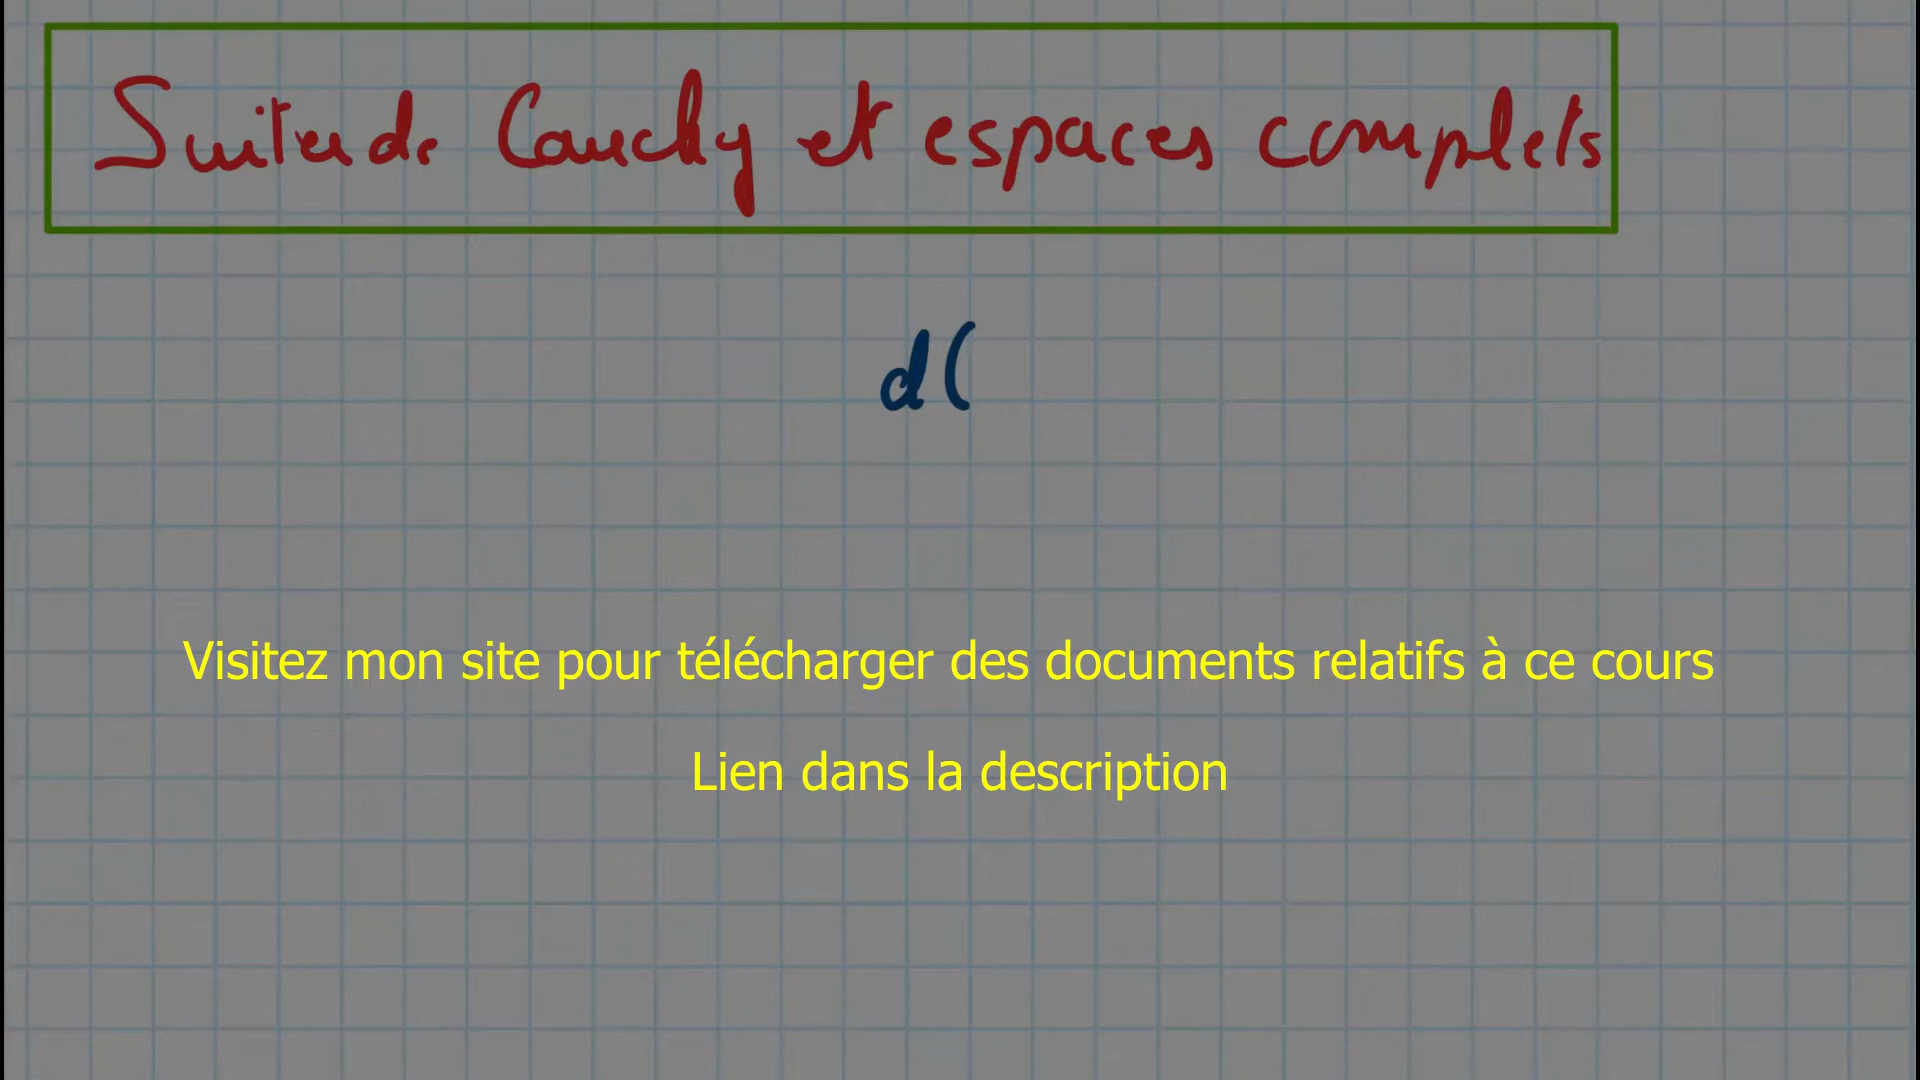 Suites de Cauchy et espaces complets
d(
Visitez mon site pour télécharger des documents relatifs à ce cours
Lien dans la description